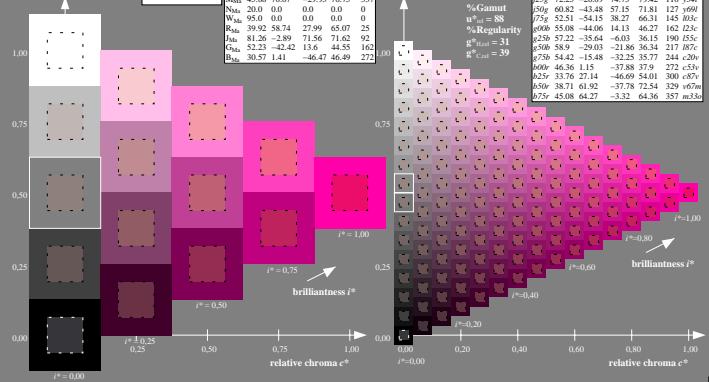 N_Ma 20.0 0.0 0.0 0.0 0
W_Ma 95.0 0.0 0.0 0.0 0
R_Ma 39.92 58.74 27.99 65.07 25
J_Ma 81.26 −2.89 71.56 71.62 92
G_Ma 52.23 −42.42 13.6 44.55 162
B_Ma 30.57 1.41 −46.47 46.49 272
%Gamut
u*_rel = 88
%Regularity
g*_H,rel = 31
g*_C,rel = 39
j50g 60.82 −43.48 57.15 71.81 127 y69l
j75g 52.51 −54.15 38.27 66.31 145 l03c
g00b 55.08 −44.06 14.13 46.27 162 l23c
g25b 57.22 −35.64 −6.03 36.15 190 l55c
g50b 58.9 −29.03 −21.86 36.34 217 l87c
g75b 54.42 −15.48 −32.25 35.77 244 c20v
b00r 46.36 1.15 −37.88 37.9 272 c53v
b25r 33.76 27.14 −46.69 54.01 300 c87v
b50r 38.71 61.92 −37.78 72.54 329 v67m
b75r 45.08 64.27 −3.32 64.36 357 m33o
1,00
0,75
0,50
0,25
0,00
i* = 1,00
i* = 0,75
brilliantness i*
i* = 0,50
i* = 0,25
0,25 0,50 0,75 1,00
relative chroma c*
i* = 0,00
1,00
0,75
0,50
0,25
0,00
i*=1,00
i*=0,80
brilliantness i*
i*=0,60
i*=0,40
i*=0,20
0,00 0,20 0,40 0,60 0,80 1,00
relative chroma c*
i*=0,00